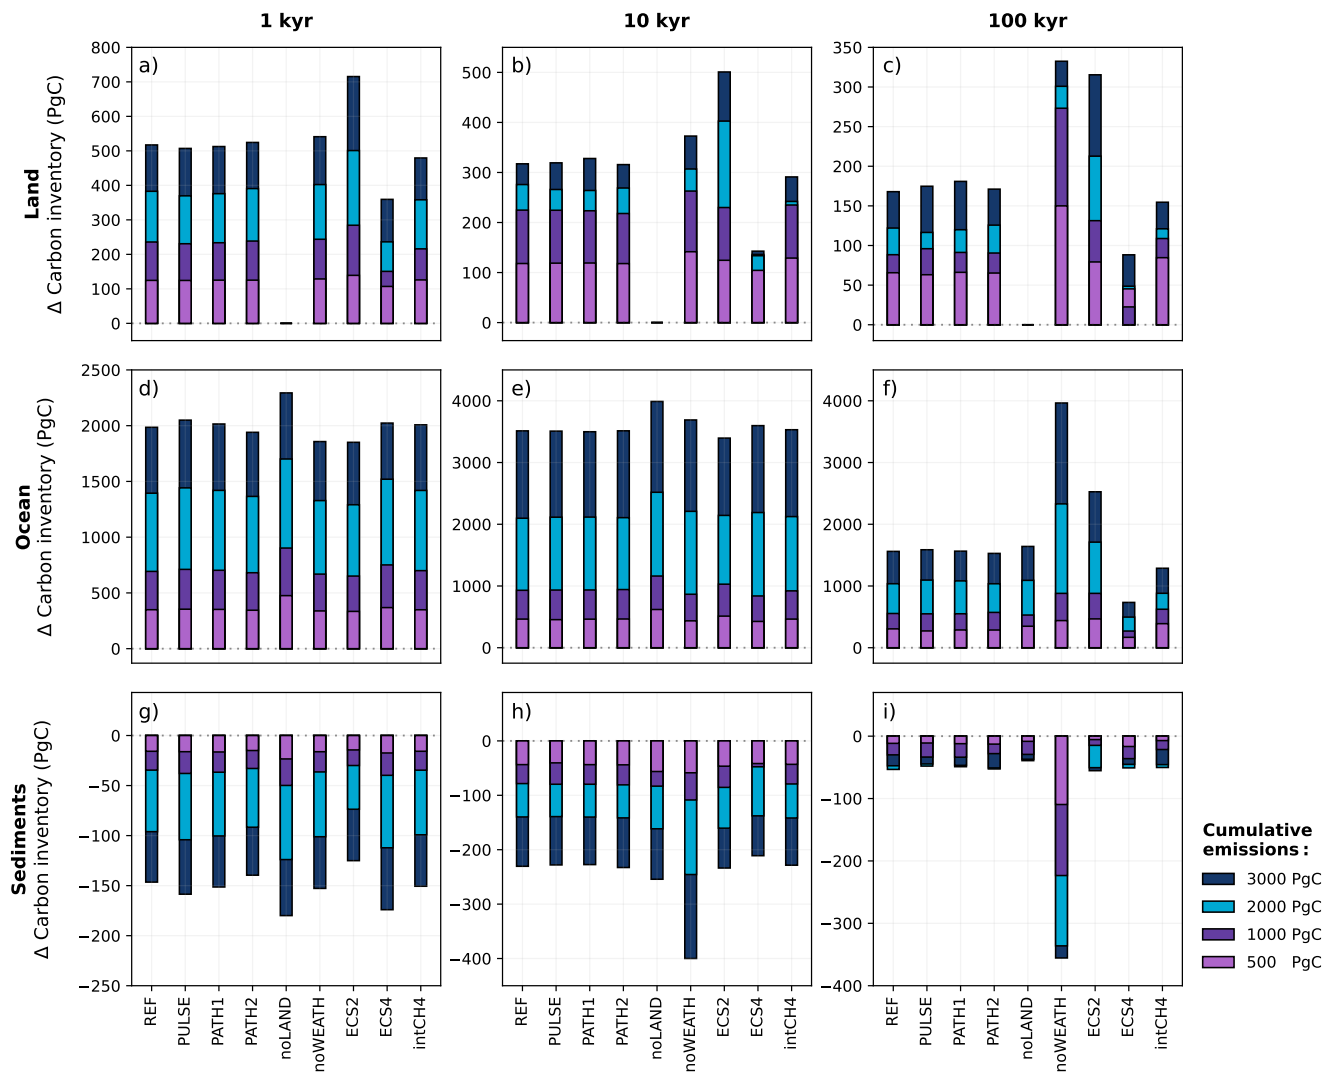 1 kyr
10 kyr
100 kyr
Land
Δ Carbon inventory (PgC)
a)
800
700
600
500
400
300
200
100
0
b)
500
400
300
200
100
0
c)
350
300
250
200
150
100
50
0
Ocean
Δ Carbon inventory (PgC)
d)
2500
2000
1500
1000
500
0
e)
4000
3000
2000
1000
0
f)
4000
3000
2000
1000
0
Sediments
Δ Carbon inventory (PgC)
g)
0
−50
−100
−150
−200
−250
h)
0
−100
−200
−300
−400
i)
0
−100
−200
−300
−400
REF
PULSE
PATH1
PATH2
noLAND
noWEATH
ECS2
ECS4
intCH4
REF
PULSE
PATH1
PATH2
noLAND
noWEATH
ECS2
ECS4
intCH4
REF
PULSE
PATH1
PATH2
noLAND
noWEATH
ECS2
ECS4
intCH4
Cumulative
emissions:
3000 PgC
2000 PgC
1000 PgC
500 PgC